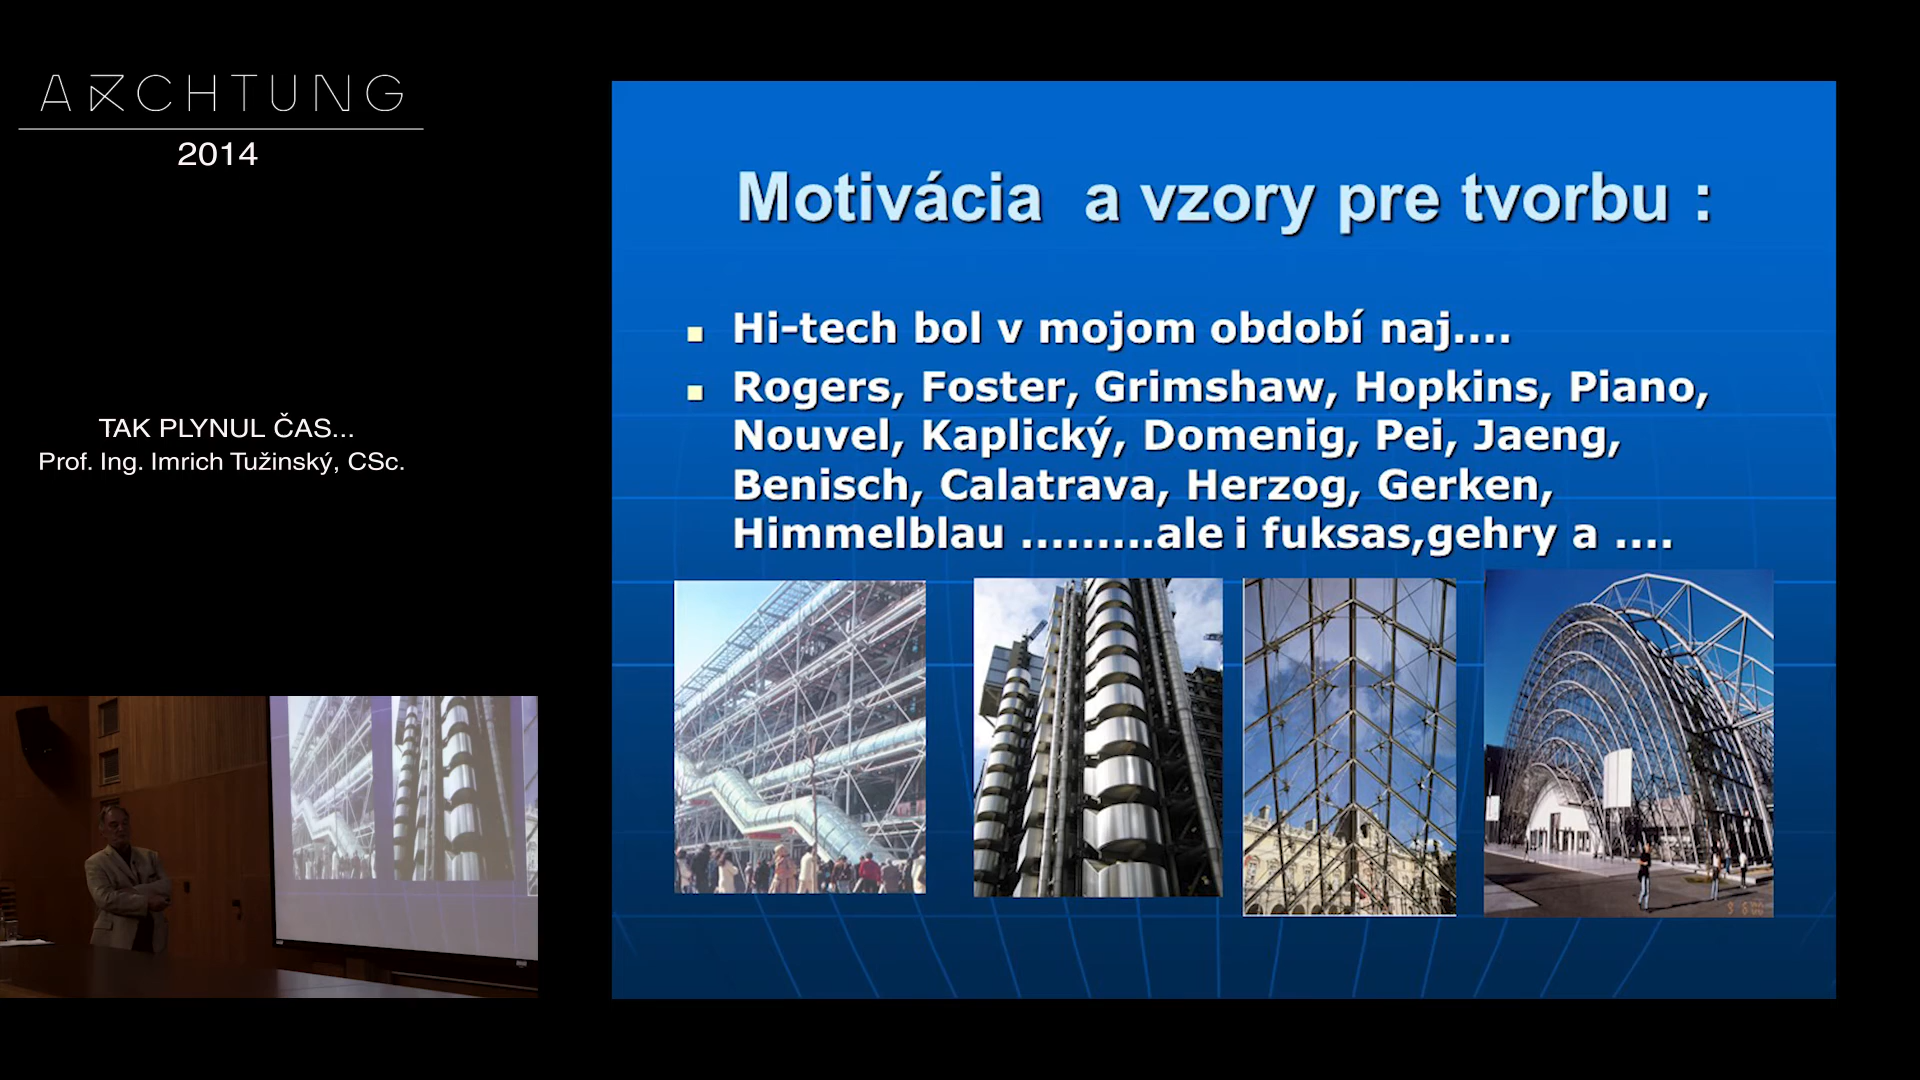 ARCHTUNG
2014
TAK PLYNUL ČAS...
Prof. Ing. Imrich Tužinský, CSc.
Motivácia a vzory pre tvorbu :
Hi-tech bol v mojom období naj....
Rogers, Foster, Grimshaw, Hopkins, Piano,
Nouvel, Kaplický, Domenig, Pei, Jaeng,
Benisch, Calatrava, Herzog, Gerken,
Himmelblau .........ale i fuksas,gehry a ....